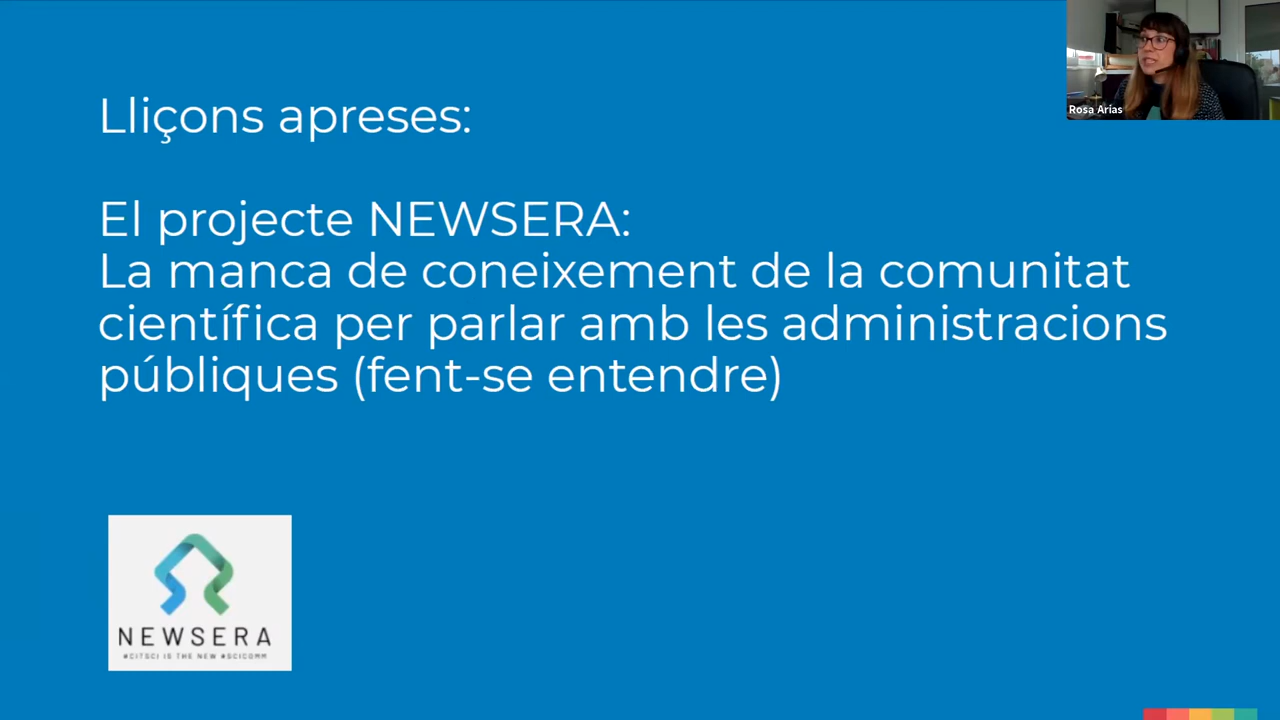 Lliçons apreses:
El projecte NEWSERA:
La manca de coneixement de la comunitat
científica per parlar amb les administracions
públiques (fent-se entendre)
NEWSERA
#CITSCI IS THE NEW #SCICOMM
Rosa Arias